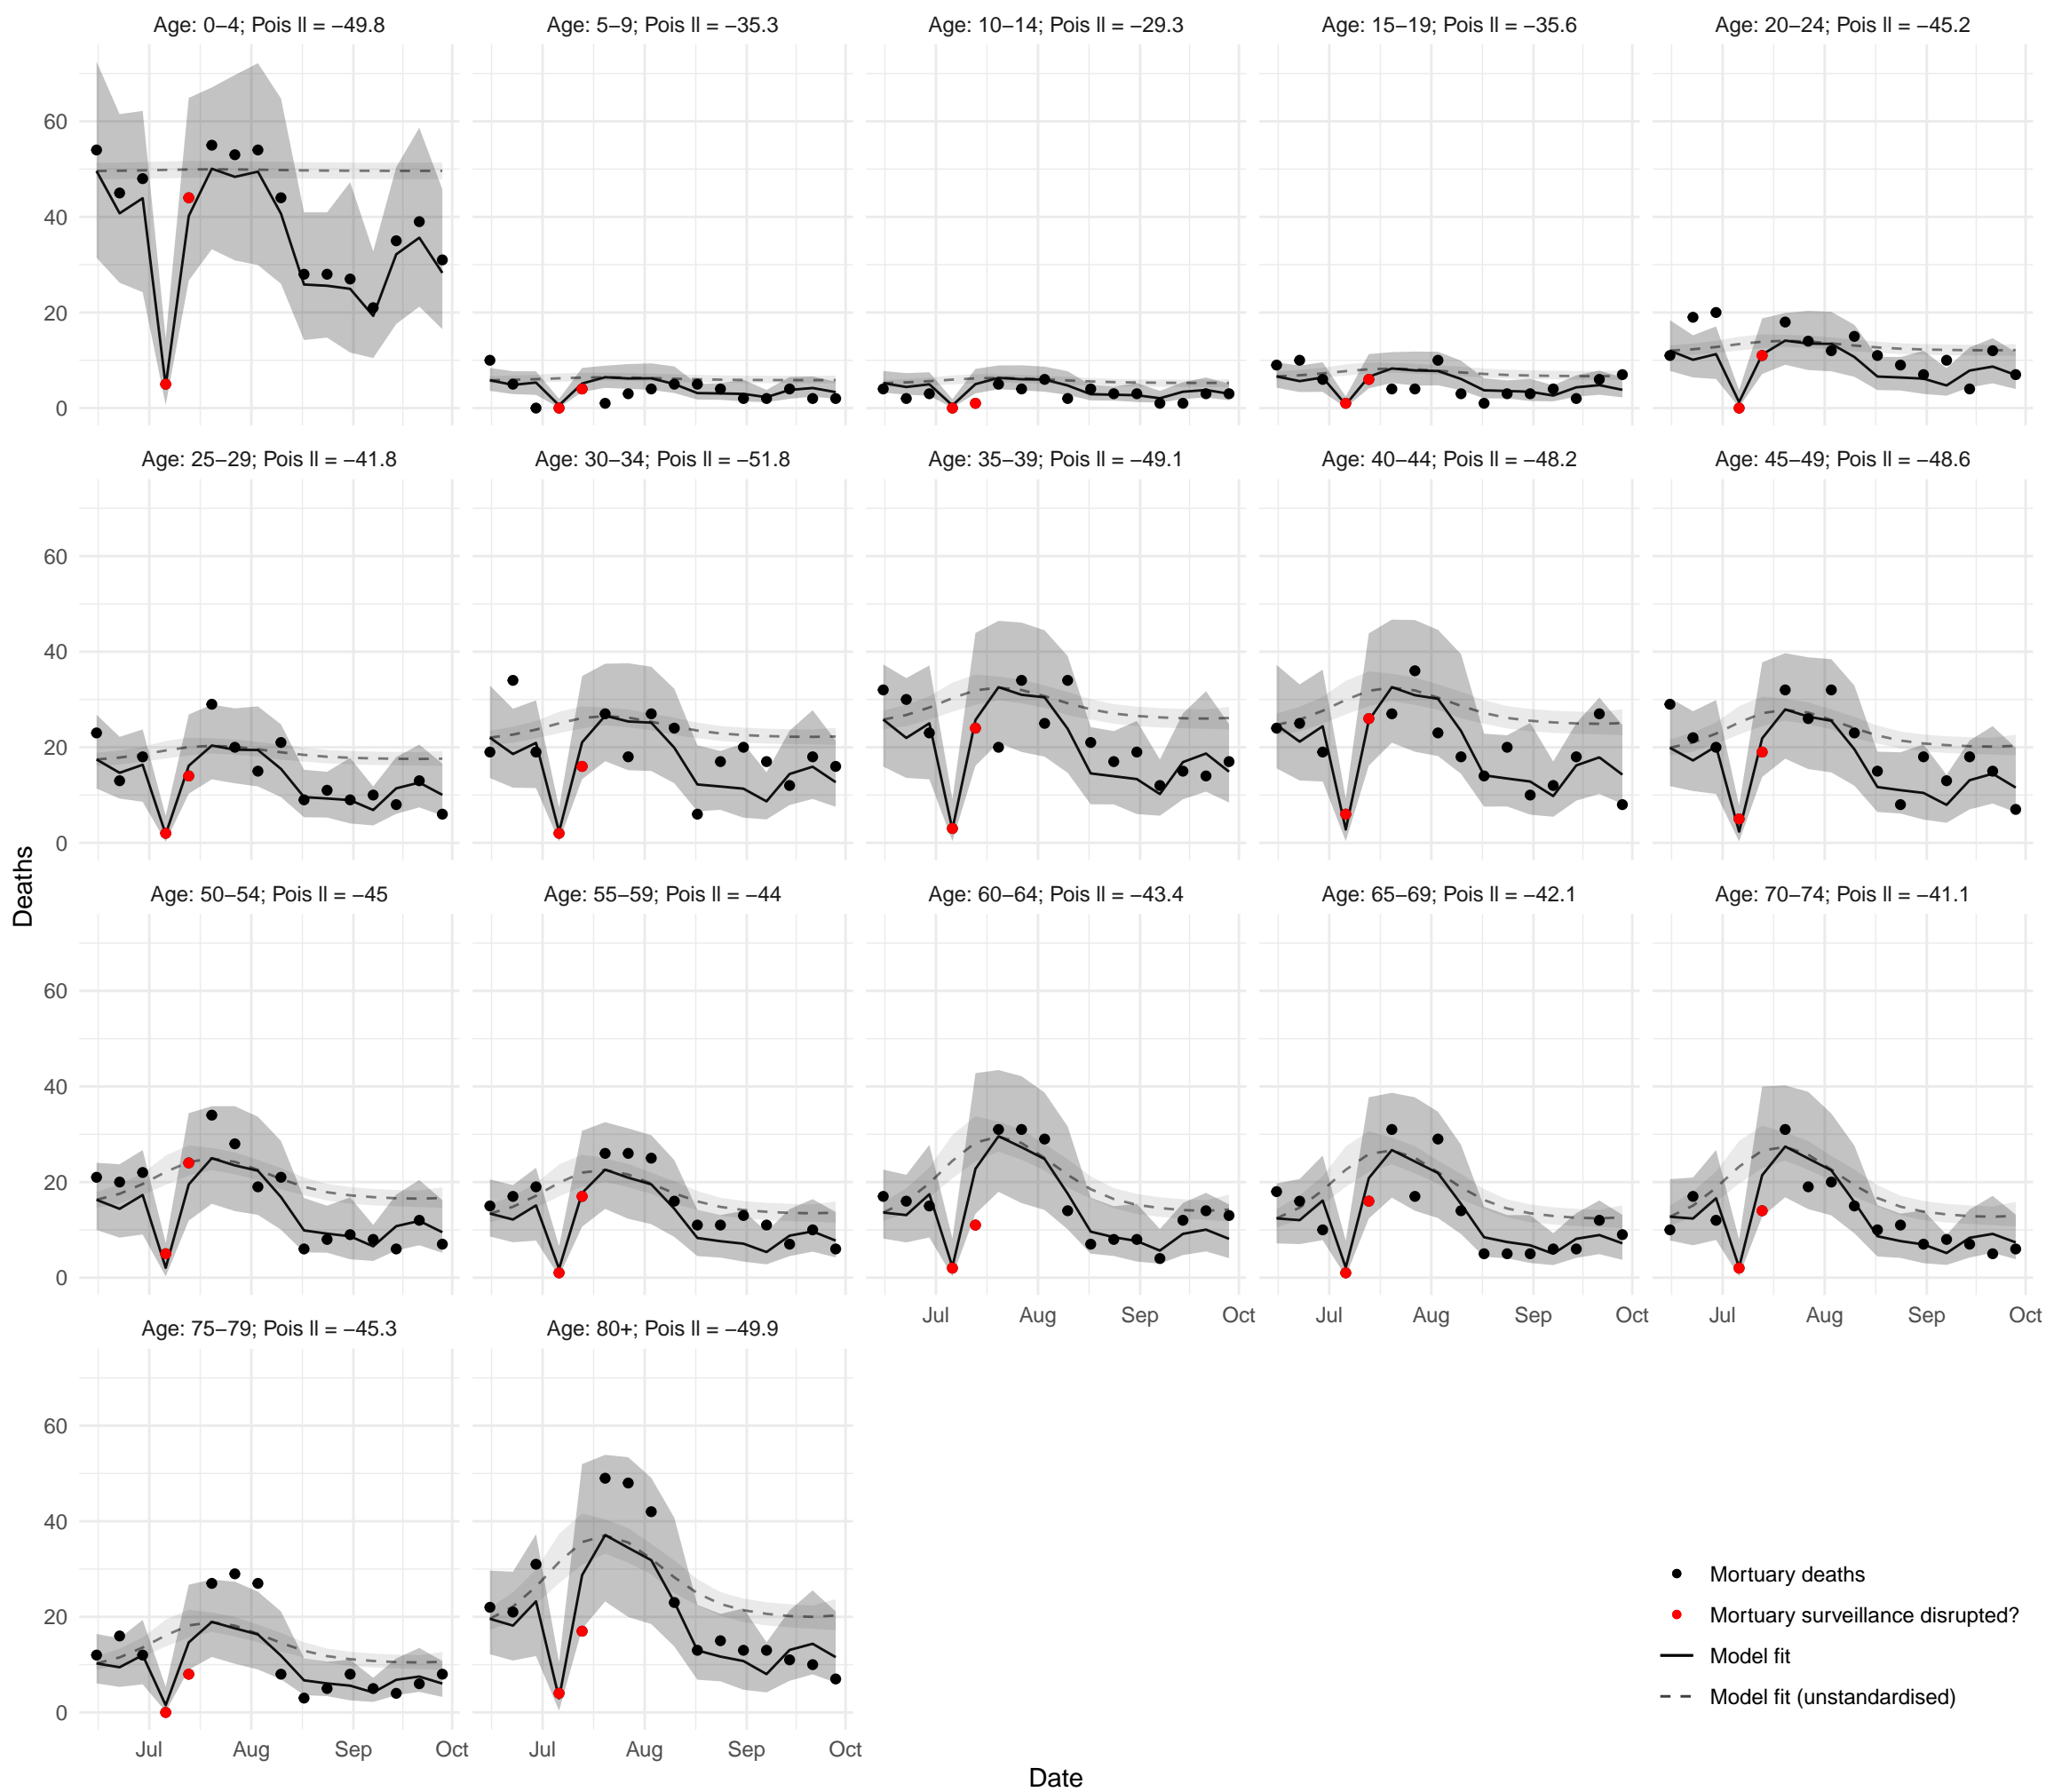 Age: 0−4; Pois ll = −49.8
Age: 5−9; Pois ll = −35.3
Age: 10−14; Pois ll = −29.3
Age: 15−19; Pois ll = −35.6
Age: 20−24; Pois ll = −45.2
60
40
20
0
Age: 25−29; Pois ll = −41.8
Age: 30−34; Pois ll = −51.8
Age: 35−39; Pois ll = −49.1
Age: 40−44; Pois ll = −48.2
Age: 45−49; Pois ll = −48.6
60
40
20
0
Deaths
Age: 50−54; Pois ll = −45
Age: 55−59; Pois ll = −44
Age: 60−64; Pois ll = −43.4
Age: 65−69; Pois ll = −42.1
Age: 70−74; Pois ll = −41.1
60
40
20
0
Jul Aug Sep Oct
Jul Aug Sep Oct
Jul Aug Sep Oct
Age: 75−79; Pois ll = −45.3
Age: 80+; Pois ll = −49.9
60
40
20
0
Jul Aug Sep Oct
Jul Aug Sep Oct
Mortuary deaths
Mortuary surveillance disrupted?
Model fit
Model fit (unstandardised)
Date